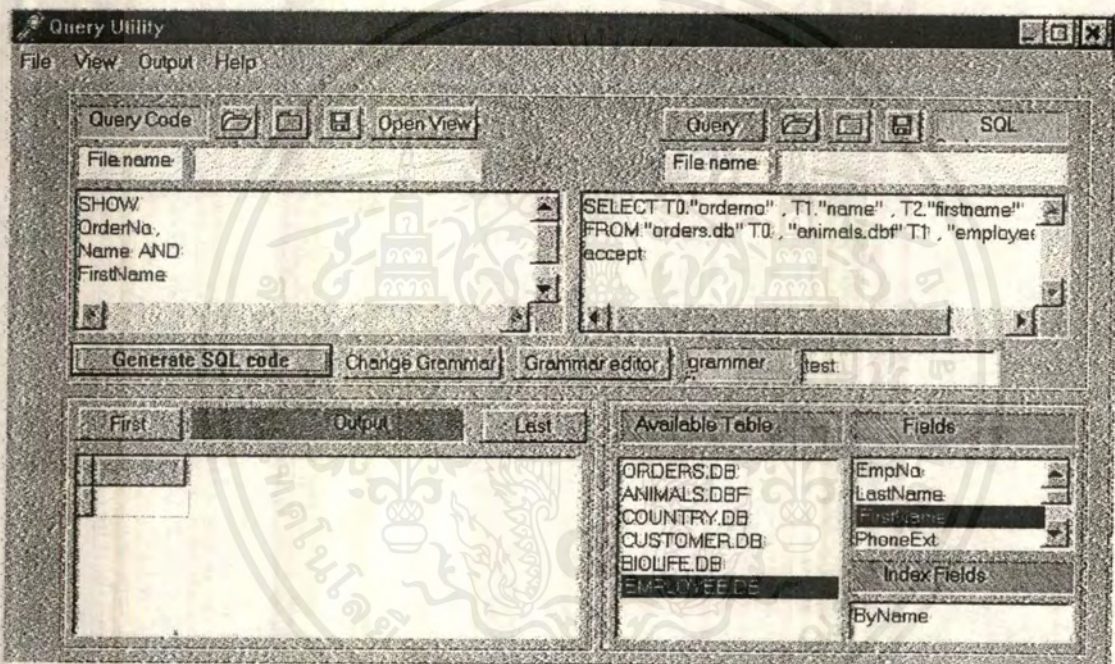 Query Utility
File View Output Help
Query Code Open View Query SQL
File name File name
SHOW
OrderNo,
Name AND
FirstName
SELECT T0."orderno" , T1."name" , T2."firstname"
FROM "orders.db" T0 , "animals.dbf" T1 , "employee
accept
Generate SQL code Change Grammar Grammar editor grammar test
First Output Last
Available Table Fields
ORDERS.DB
ANIMALS.DBF
COUNTRY.DB
CUSTOMER.DB
BIOLIFE.DB
EMPLOYEE.DB
EmpNo
LastName
FirstName
PhoneExt
Index Fields
ByName